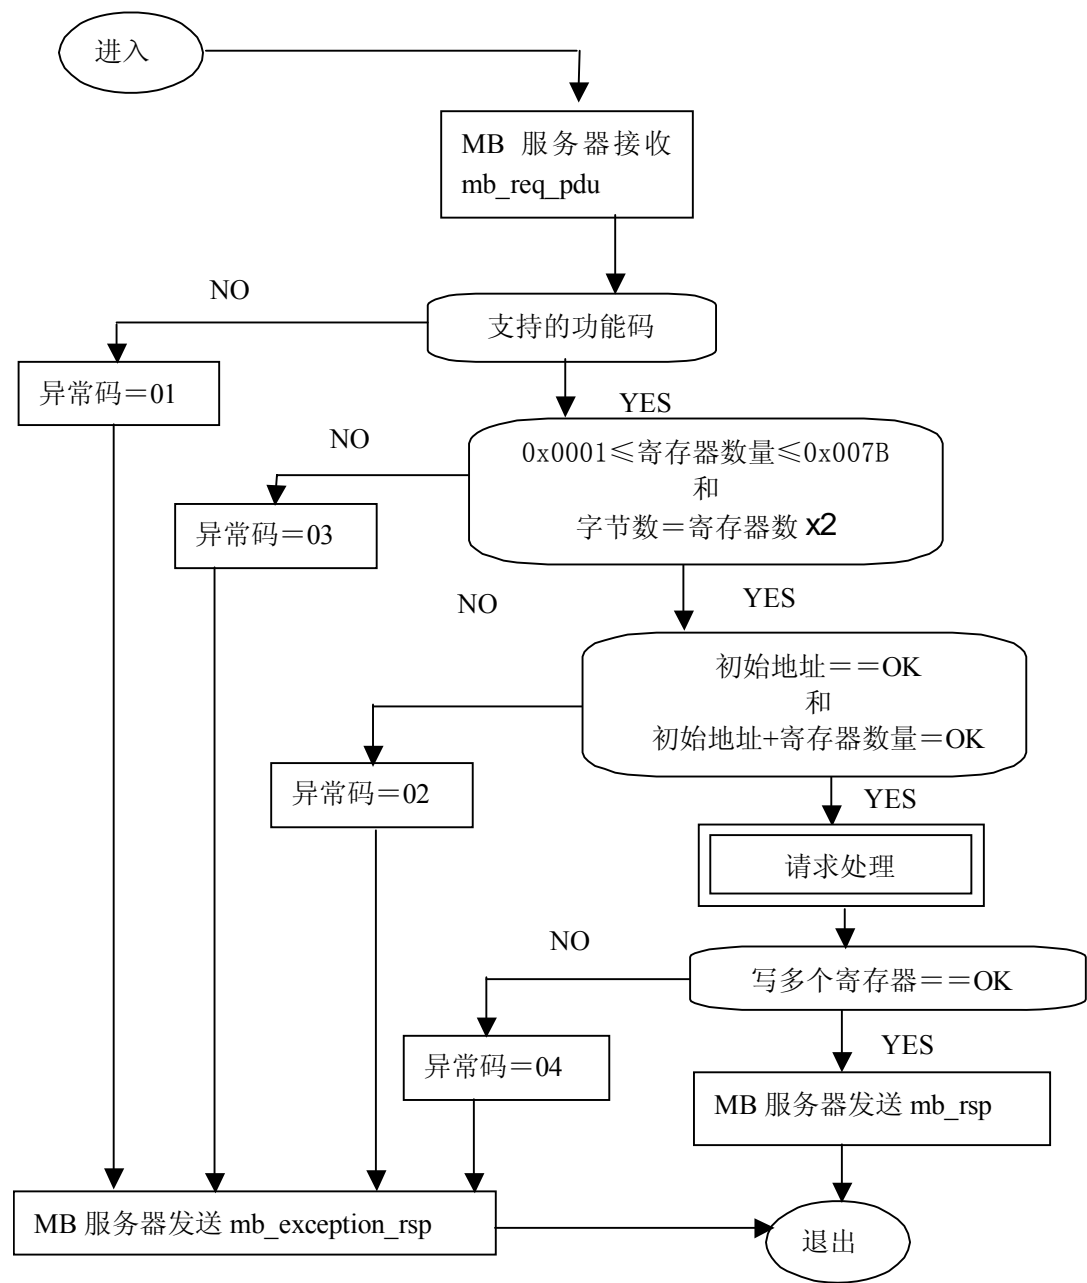 进入
MB 服务器接收
mb_req_pdu
NO
支持的功能码
异常码＝01
YES
NO
0x0001≤寄存器数量≤0x007B
和
字节数＝寄存器数 x2
异常码＝03
NO
YES
初始地址＝＝OK
和
初始地址+寄存器数量＝OK
异常码＝02
YES
请求处理
NO
写多个寄存器＝＝OK
YES
异常码＝04
MB 服务器发送 mb_rsp
MB 服务器发送 mb_exception_rsp
退出